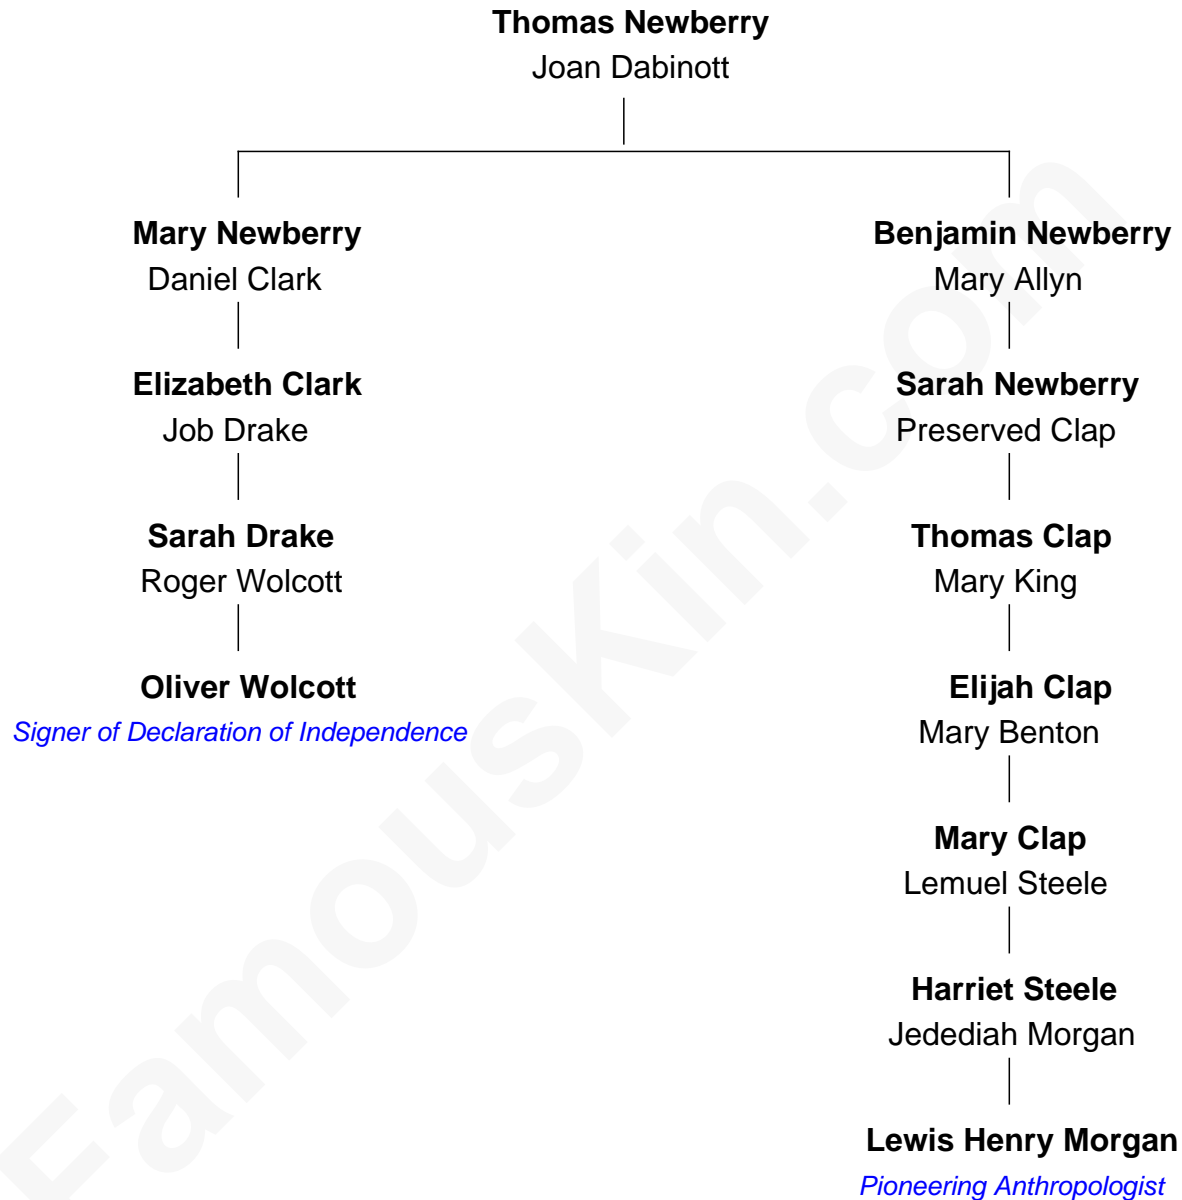 Thomas Newberry
Joan Dabinott
Mary Newberry
Daniel Clark
Elizabeth Clark
Job Drake
Sarah Drake
Roger Wolcott
Oliver Wolcott
Signer of Declaration of Independence
Benjamin Newberry
Mary Allyn
Sarah Newberry
Preserved Clap
Thomas Clap
Mary King
Elijah Clap
Mary Benton
Mary Clap
Lemuel Steele
Harriet Steele
Jedediah Morgan
Lewis Henry Morgan
Pioneering Anthropologist
FamousKin.com